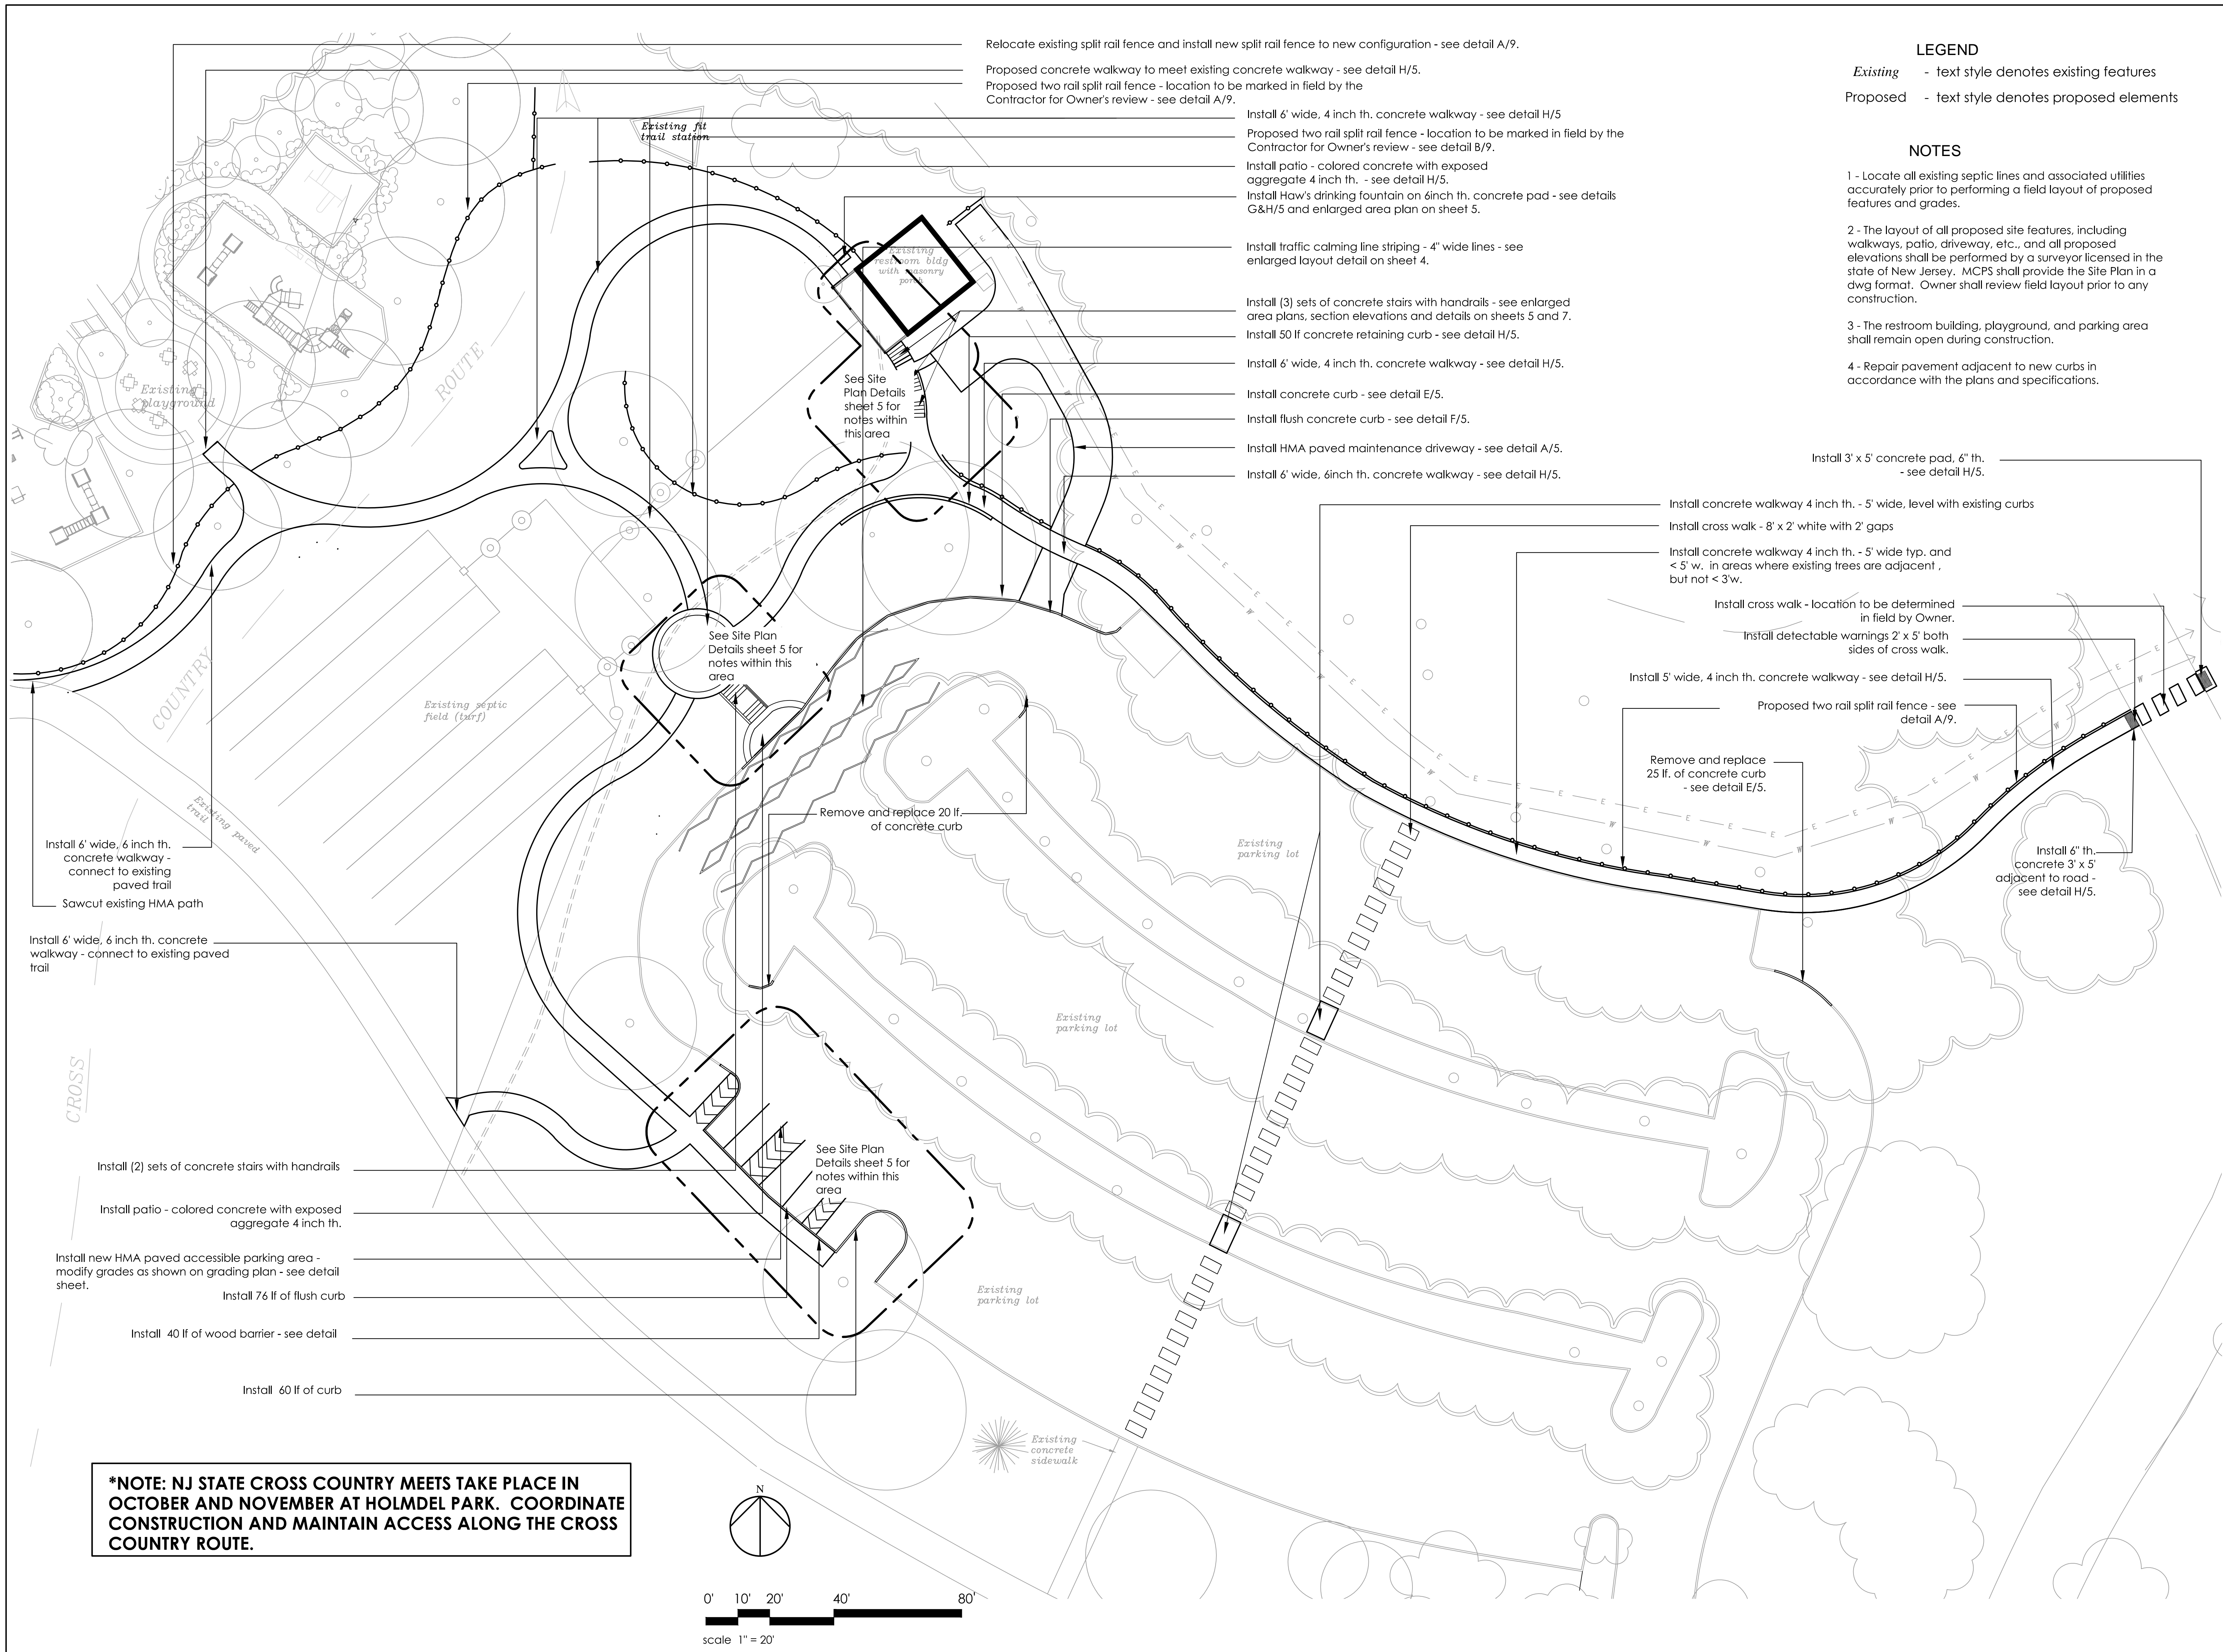 Relocate existing split rail fence and install new split rail fence to new configuration - see detail A/9.
Proposed concrete walkway to meet existing concrete walkway - see detail H/5.
Proposed two rail split rail fence - location to be marked in field by the
Contractor for Owner's review - see detail A/9.
Install 6' wide, 4 inch th. concrete walkway - see detail H/5
Proposed two rail split rail fence - location to be marked in field by the
Contractor for Owner's review - see detail B/9.
Install patio - colored concrete with exposed
aggregate 4 inch th. - see detail H/5.
Install Haw's drinking fountain on 6inch th. concrete pad - see details
G&H/5 and enlarged area plan on sheet 5.
Install traffic calming line striping - 4" wide lines - see
enlarged layout detail on sheet 4.
Install (3) sets of concrete stairs with handrails - see enlarged
area plans, section elevations and details on sheets 5 and 7.
Install 50 lf concrete retaining curb - see detail H/5.
Install 6' wide, 4 inch th. concrete walkway - see detail H/5.
Install concrete curb - see detail E/5.
Install flush concrete curb - see detail F/5.
Install HMA paved maintenance driveway - see detail A/5.
Install 6' wide, 6inch th. concrete walkway - see detail H/5.
LEGEND
Existing - text style denotes existing features
Proposed - text style denotes proposed elements
NOTES
1 - Locate all existing septic lines and associated utilities
accurately prior to performing a field layout of proposed
features and grades.
2 - The layout of all proposed site features, including
walkways, patio, driveway, etc., and all proposed
elevations shall be performed by a surveyor licensed in the
state of New Jersey. MCPS shall provide the Site Plan in a
dwg format. Owner shall review field layout prior to any
construction.
3 - The restroom building, playground, and parking area
shall remain open during construction.
4 - Repair pavement adjacent to new curbs in
accordance with the plans and specifications.
Install 3' x 5' concrete pad, 6" th.
- see detail H/5.
Install concrete walkway 4 inch th. - 5' wide, level with existing curbs
Install cross walk - 8' x 2' white with 2' gaps
Install concrete walkway 4 inch th. - 5' wide typ. and
< 5' w. in areas where existing trees are adjacent ,
but not < 3'w.
Install cross walk - location to be determined
in field by Owner.
Install detectable warnings 2' x 5' both
sides of cross walk.
Install 5' wide, 4 inch th. concrete walkway - see detail H/5.
Proposed two rail split rail fence - see
detail A/9.
Remove and replace
25 lf. of concrete curb
- see detail E/5.
Install 6" th.
concrete 3' x 5'
adjacent to road -
see detail H/5.
Existing fit
trail station
Existing
restroom bldg
with masonry
porch
Existing
playground
ROUTE
COUNTRY
CROSS
See Site
Plan Details
sheet 5 for
notes within
this area
See Site Plan
Details sheet 5 for
notes within this
area
Existing septic
field (turf)
Existing paved
trail
Remove and replace 20 lf.
of concrete curb
Existing
parking lot
Existing
parking lot
Existing
parking lot
See Site Plan
Details sheet 5 for
notes within this
area
Existing
concrete
sidewalk
Install 6' wide, 6 inch th.
concrete walkway -
connect to existing
paved trail
Sawcut existing HMA path
Install 6' wide, 6 inch th. concrete
walkway - connect to existing paved
trail
Install (2) sets of concrete stairs with handrails
Install patio - colored concrete with exposed
aggregate 4 inch th.
Install new HMA paved accessible parking area -
modify grades as shown on grading plan - see detail
sheet.
Install 76 lf of flush curb
Install 40 lf of wood barrier - see detail
Install 60 lf of curb
*NOTE: NJ STATE CROSS COUNTRY MEETS TAKE PLACE IN
OCTOBER AND NOVEMBER AT HOLMDEL PARK. COORDINATE
CONSTRUCTION AND MAINTAIN ACCESS ALONG THE CROSS
COUNTRY ROUTE.
N
0' 10' 20' 40' 80'
scale 1" = 20'